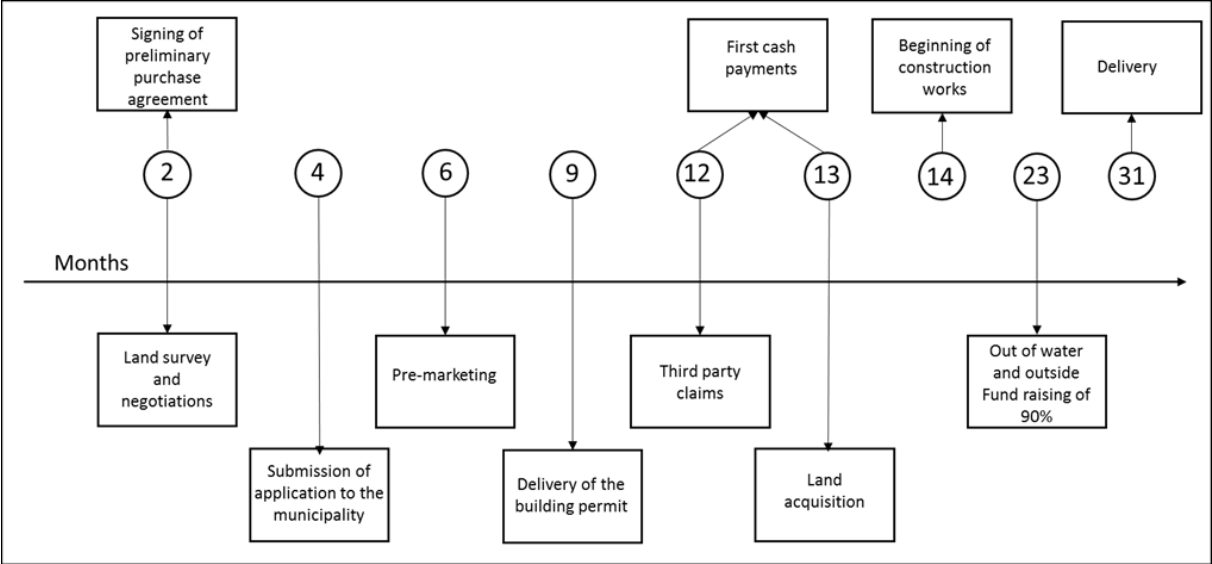 Signing of
preliminary
purchase
agreement
First cash
payments
Beginning of
construction
works
Delivery
2
4
6
9
12
13
14
23
31
Months
Land survey
and
negotiations
Pre-marketing
Third party
claims
Out of water
and outside
Fund raising of
90%
Submission of
application to the
municipality
Delivery of the
building permit
Land
acquisition